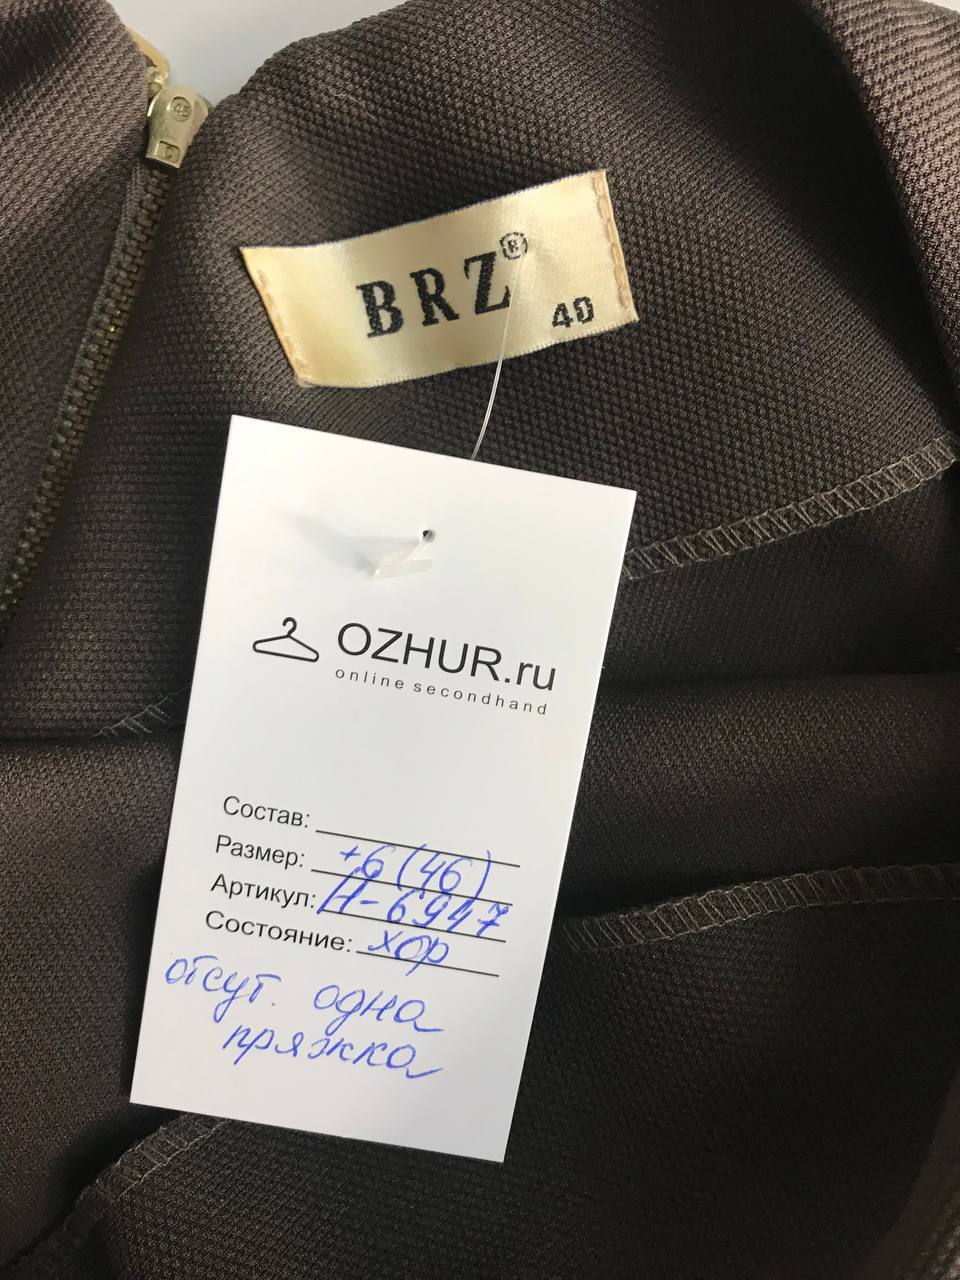 BRZ®
40
OZHUR.ru
online secondhand
Состав:
Размер: +6 (46)
Артикул: А-6947
Состояние: хор
отсут. одна
пряжка